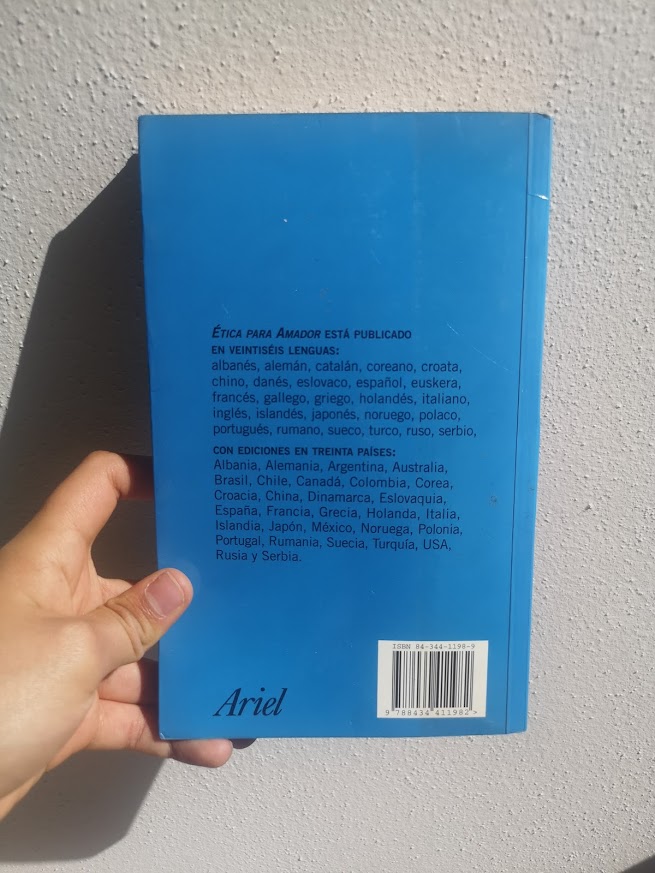 ÉTICA PARA AMADOR ESTÁ PUBLICADO
EN VEINTISÉIS LENGUAS:
albanés, alemán, catalán, coreano, croata,
chino, danés, eslovaco, español, euskera,
francés, gallego, griego, holandés, italiano,
inglés, islandés, japonés, noruego, polaco,
portugués, rumano, sueco, turco, ruso, serbio,
CON EDICIONES EN TREINTA PAÍSES:
Albania, Alemania, Argentina, Australia,
Brasil, Chile, Canadá, Colombia, Corea,
Croacia, China, Dinamarca, Eslovaquia,
España, Francia, Grecia, Holanda, Italia,
Islandia, Japón, México, Noruega, Polonia,
Portugal, Rumania, Suecia, Turquía, USA,
Rusia y Serbia.
ISBN 84-344-1198-9
9 788434 411982 >
Ariel